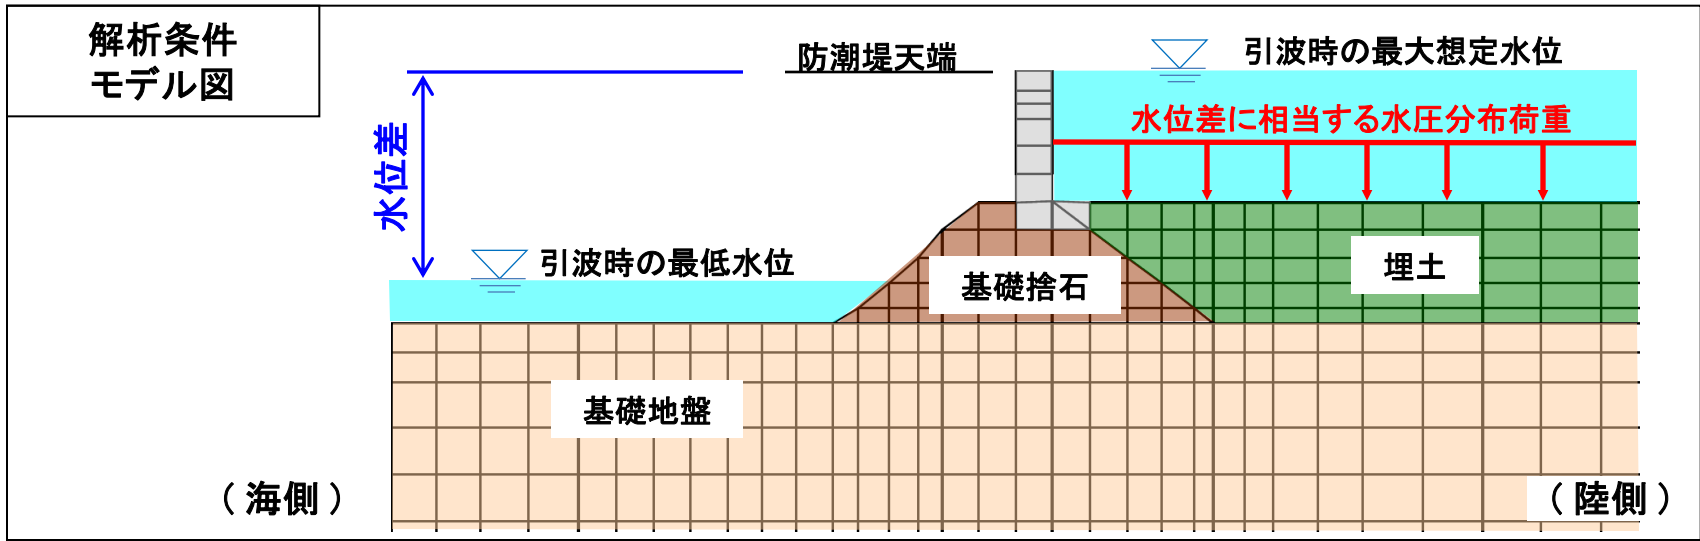 解析条件
モデル図
防潮堤天端
引波時の最大想定水位
水位差に相当する水圧分布荷重
水位差
引波時の最低水位
基礎捨石
埋土
基礎地盤
（海側）
（陸側）